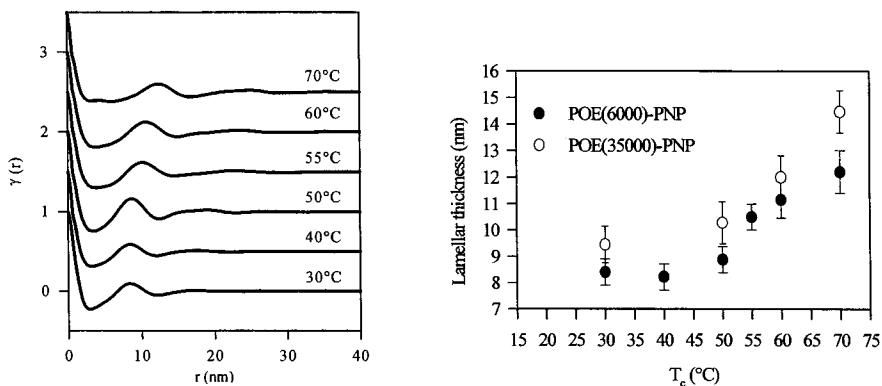 γ (r)
3
2
1
0
70°C
60°C
55°C
50°C
40°C
30°C
0 10 20 30 40
r (nm)
Lamellar thickness (nm)
16
15
14
13
12
11
10
9
8
7
POE(6000)-PNP
POE(35000)-PNP
15 20 25 30 35 40 45 50 55 60 65 70 75
T_c (°C)